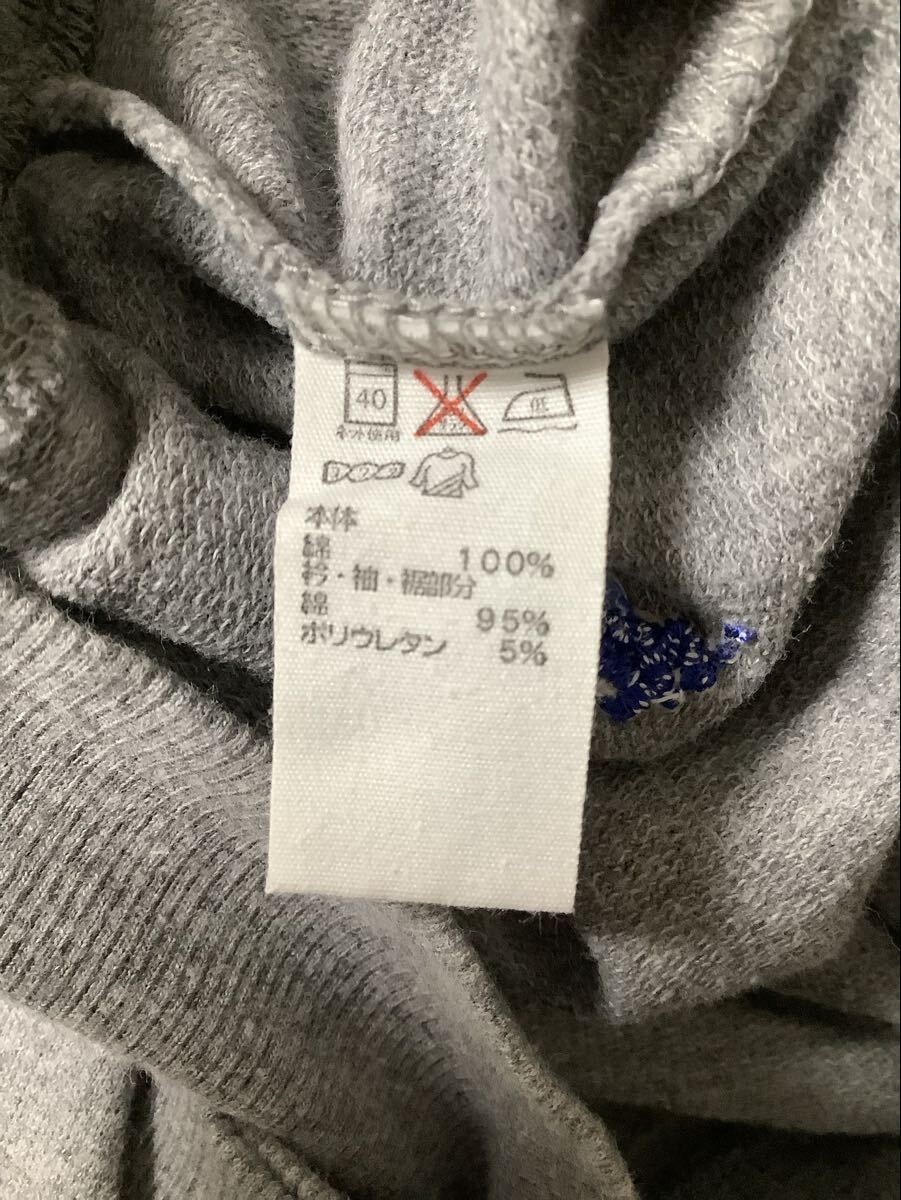 40 低
ネット使用
本体
綿 100%
衿・袖・裾部分
綿 95%
ポリウレタン 5%